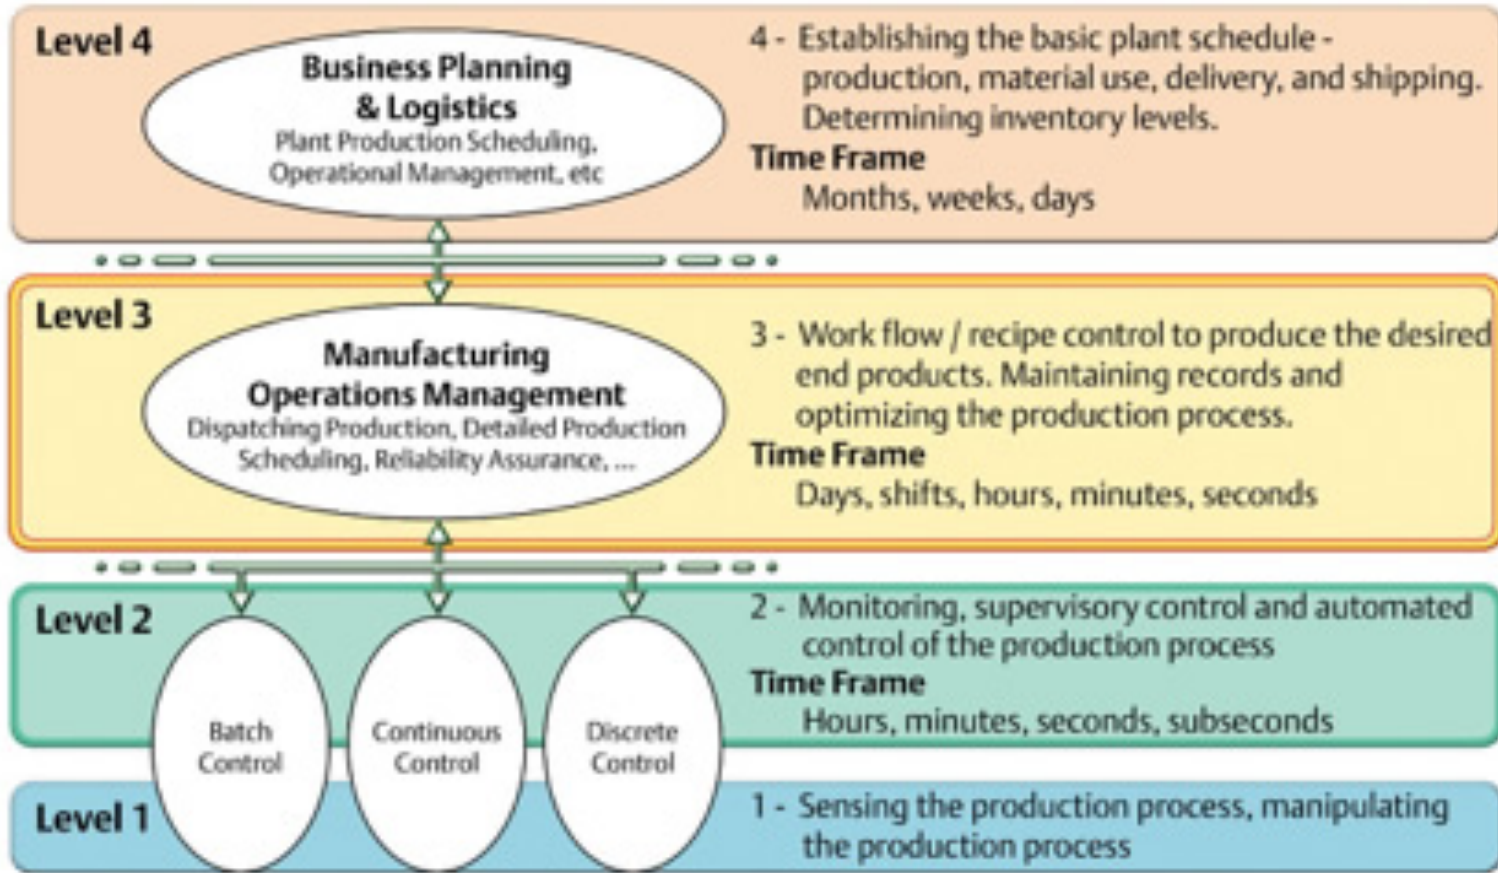 Level 4
Business Planning
& Logistics
Plant Production Scheduling,
Operational Management, etc
4 - Establishing the basic plant schedule -
production, material use, delivery, and shipping.
Determining inventory levels.
Time Frame
Months, weeks, days
Level 3
Manufacturing
Operations Management
Dispatching Production, Detailed Production
Scheduling, Reliability Assurance, ...
3 - Work flow / recipe control to produce the desired
end products. Maintaining records and
optimizing the production process.
Time Frame
Days, shifts, hours, minutes, seconds
Level 2
Batch
Control
Continuous
Control
Discrete
Control
2 - Monitoring, supervisory control and automated
control of the production process
Time Frame
Hours, minutes, seconds, subseconds
Level 1
1 - Sensing the production process, manipulating
the production process